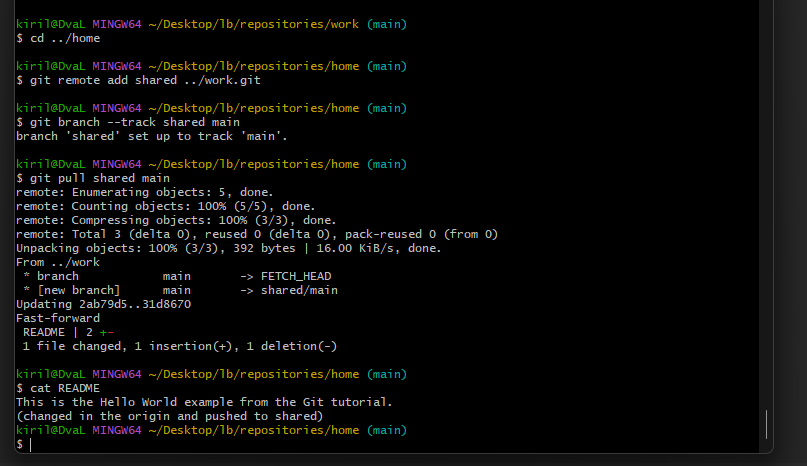 kiril@DvaL MINGW64 ~/Desktop/lb/repositories/work (main)
$ cd ../home
kiril@DvaL MINGW64 ~/Desktop/lb/repositories/home (main)
$ git remote add shared ../work.git
kiril@DvaL MINGW64 ~/Desktop/lb/repositories/home (main)
$ git branch --track shared main
branch 'shared' set up to track 'main'.
kiril@DvaL MINGW64 ~/Desktop/lb/repositories/home (main)
$ git pull shared main
remote: Enumerating objects: 5, done.
remote: Counting objects: 100% (5/5), done.
remote: Compressing objects: 100% (3/3), done.
remote: Total 3 (delta 0), reused 0 (delta 0), pack-reused 0 (from 0)
Unpacking objects: 100% (3/3), 392 bytes | 16.00 KiB/s, done.
From ../work
 * branch            main       -> FETCH_HEAD
 * [new branch]      main       -> shared/main
Updating 2ab79d5..31d8670
Fast-forward
 README | 2 +-
 1 file changed, 1 insertion(+), 1 deletion(-)
kiril@DvaL MINGW64 ~/Desktop/lb/repositories/home (main)
$ cat README
This is the Hello World example from the Git tutorial.
(changed in the origin and pushed to shared)
kiril@DvaL MINGW64 ~/Desktop/lb/repositories/home (main)
$